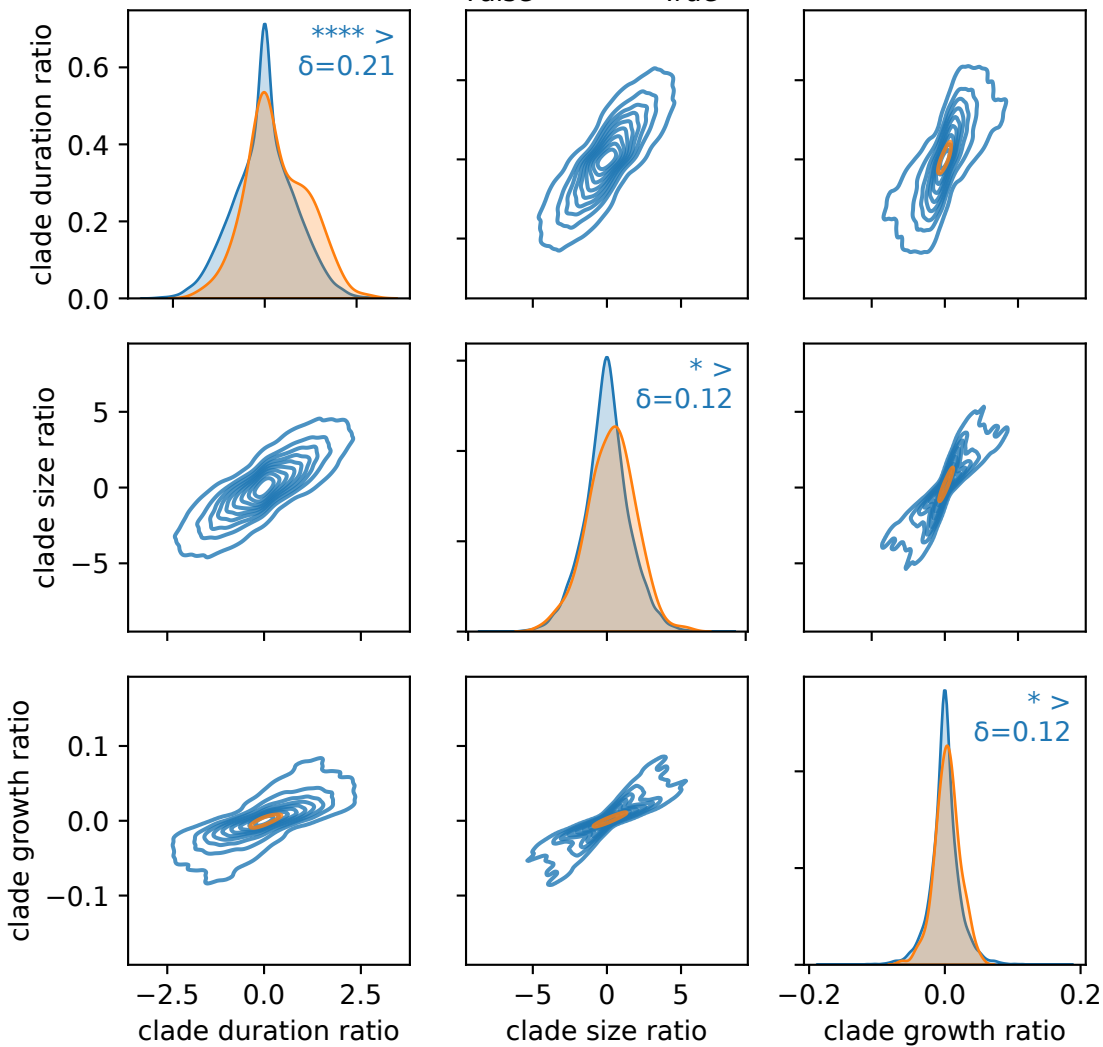 clade duration ratio
0.6
0.4
0.2
0.0
**** >
δ=0.21
clade size ratio
5
0
−5
* >
δ=0.12
clade growth ratio
0.1
0.0
−0.1
* >
δ=0.12
−2.5 0.0 2.5
−5 0 5
−0.2 0.0 0.2
clade duration ratio
clade size ratio
clade growth ratio